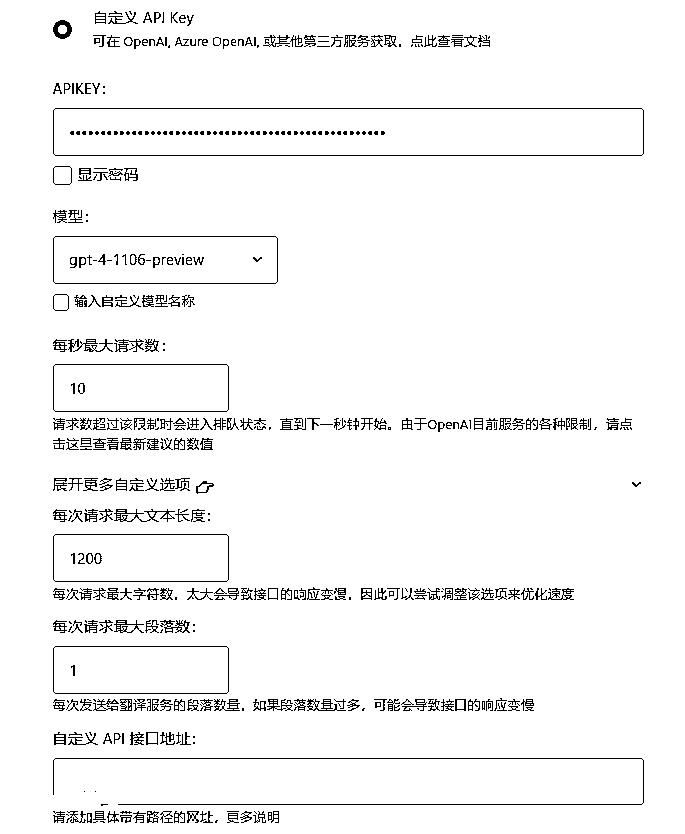 自定义 API Key
可在 OpenAI, Azure OpenAI, 或其他第三方服务获取，点此查看文档
APIKEY:
••••••••••••••••••••••••••••••••••••••••••••••••••
显示密码
模型:
gpt-4-1106-preview
输入自定义模型名称
每秒最大请求数:
10
请求数超过该限制时会进入排队状态，直到下一秒钟开始。由于OpenAI目前服务的各种限制，请点
击这里查看最新建议的数值
展开更多自定义选项 👉
每次请求最大文本长度:
1200
每次请求最大字符数，太大会导致接口的响应变慢，因此可以尝试调整该选项来优化速度
每次请求最大段落数:
1
每次发送给翻译服务的段落数量，如果段落数量过多，可能会导致接口的响应变慢
自定义 API 接口地址:
请添加具体带有路径的网址，更多说明